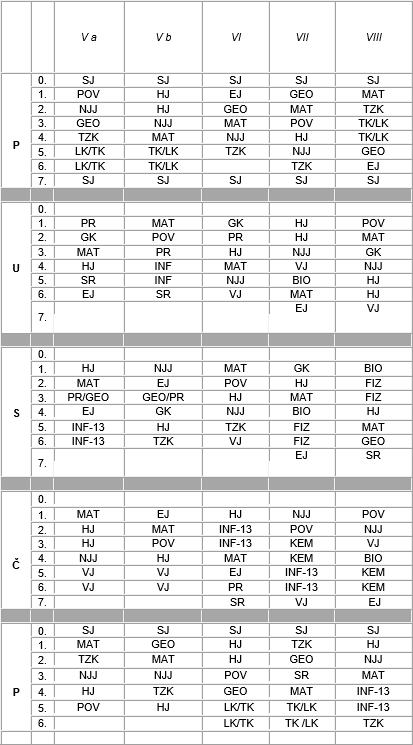 V a V b VI VII VIII
P
0. SJ SJ SJ SJ SJ
1. POV HJ EJ GEO MAT
2. NJJ HJ GEO MAT TZK
3. GEO NJJ MAT POV TK/LK
4. TZK MAT NJJ HJ TK/LK
5. LK/TK TK/LK TZK NJJ GEO
6. LK/TK TK/LK TZK EJ
7. SJ SJ SJ SJ SJ
U
0.
1. PR MAT GK HJ POV
2. GK POV PR HJ MAT
3. MAT PR HJ NJJ GK
4. HJ INF MAT VJ NJJ
5. SR INF NJJ BIO HJ
6. EJ SR VJ MAT HJ
7. EJ VJ
S
0.
1. HJ NJJ MAT GK BIO
2. MAT EJ POV HJ FIZ
3. PR/GEO GEO/PR HJ MAT FIZ
4. EJ GK NJJ BIO HJ
5. INF-13 HJ TZK FIZ MAT
6. INF-13 TZK VJ FIZ GEO
7. EJ SR
Č
0.
1. MAT EJ HJ NJJ POV
2. HJ MAT INF-13 POV NJJ
3. HJ POV INF-13 KEM VJ
4. NJJ HJ MAT KEM BIO
5. VJ VJ EJ INF-13 KEM
6. VJ VJ PR INF-13 KEM
7. SR VJ EJ
P
0. SJ SJ SJ SJ SJ
1. MAT GEO HJ TZK HJ
2. TZK MAT HJ GEO NJJ
3. NJJ NJJ POV SR MAT
4. HJ TZK GEO MAT INF-13
5. POV HJ LK/TK TK/LK INF-13
6. LK/TK TK /LK TZK